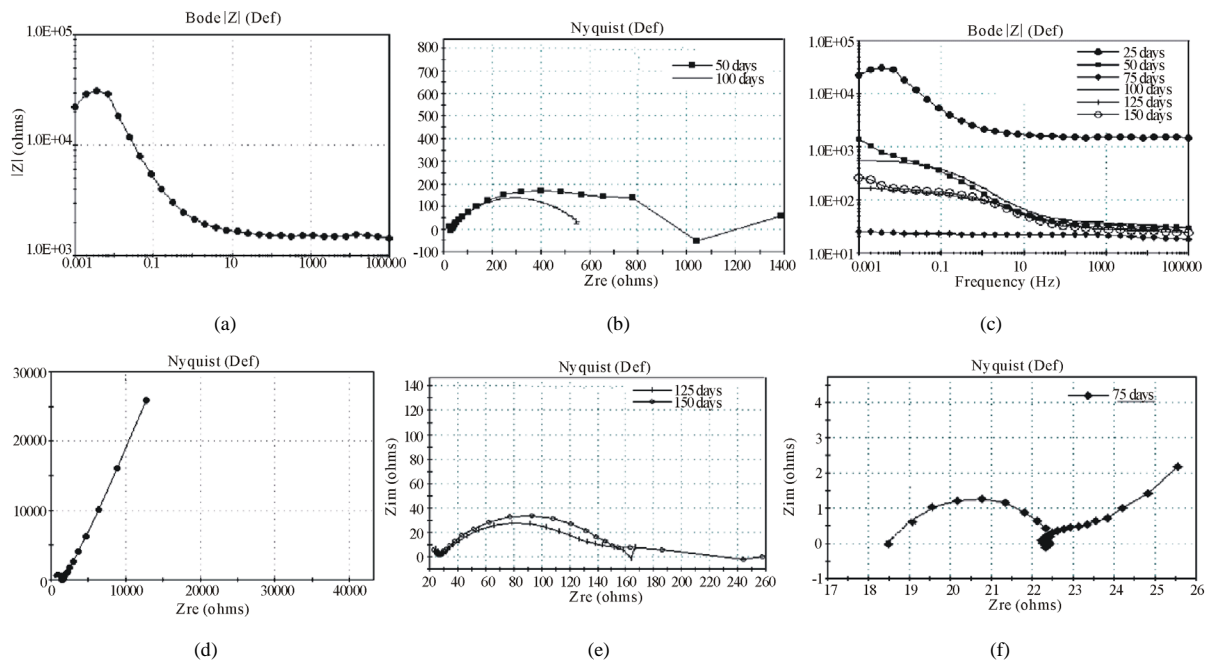 Bode |Z| (Def)
1.0E+05
1.0E+04
1.0E+03
|Z| (ohms)
0.001 0.1 10 1000 100000
(a)
Nyquist (Def)
50 days
100 days
800
700
600
500
400
300
200
100
0
-100
0 200 400 600 800 1000 1200 1400
Zre (ohms)
(b)
Bode |Z| (Def)
25 days
50 days
75 days
100 days
125 days
150 days
1.0E+05
1.0E+04
1.0E+03
1.0E+02
1.0E+01
0.001 0.1 10 1000 100000
Frequency (Hz)
(c)
Nyquist (Def)
30000
20000
10000
0
0 10000 20000 30000 40000
Zre (ohms)
(d)
Nyquist (Def)
125 days
150 days
140
120
100
80
60
40
20
0
Zim (ohms)
20 40 60 80 100 120 140 160 180 200 220 240 260
Zre (ohms)
(e)
Nyquist (Def)
75 days
4
3
2
1
0
-1
Zim (ohms)
17 18 19 20 21 22 23 24 25 26
Zre (ohms)
(f)